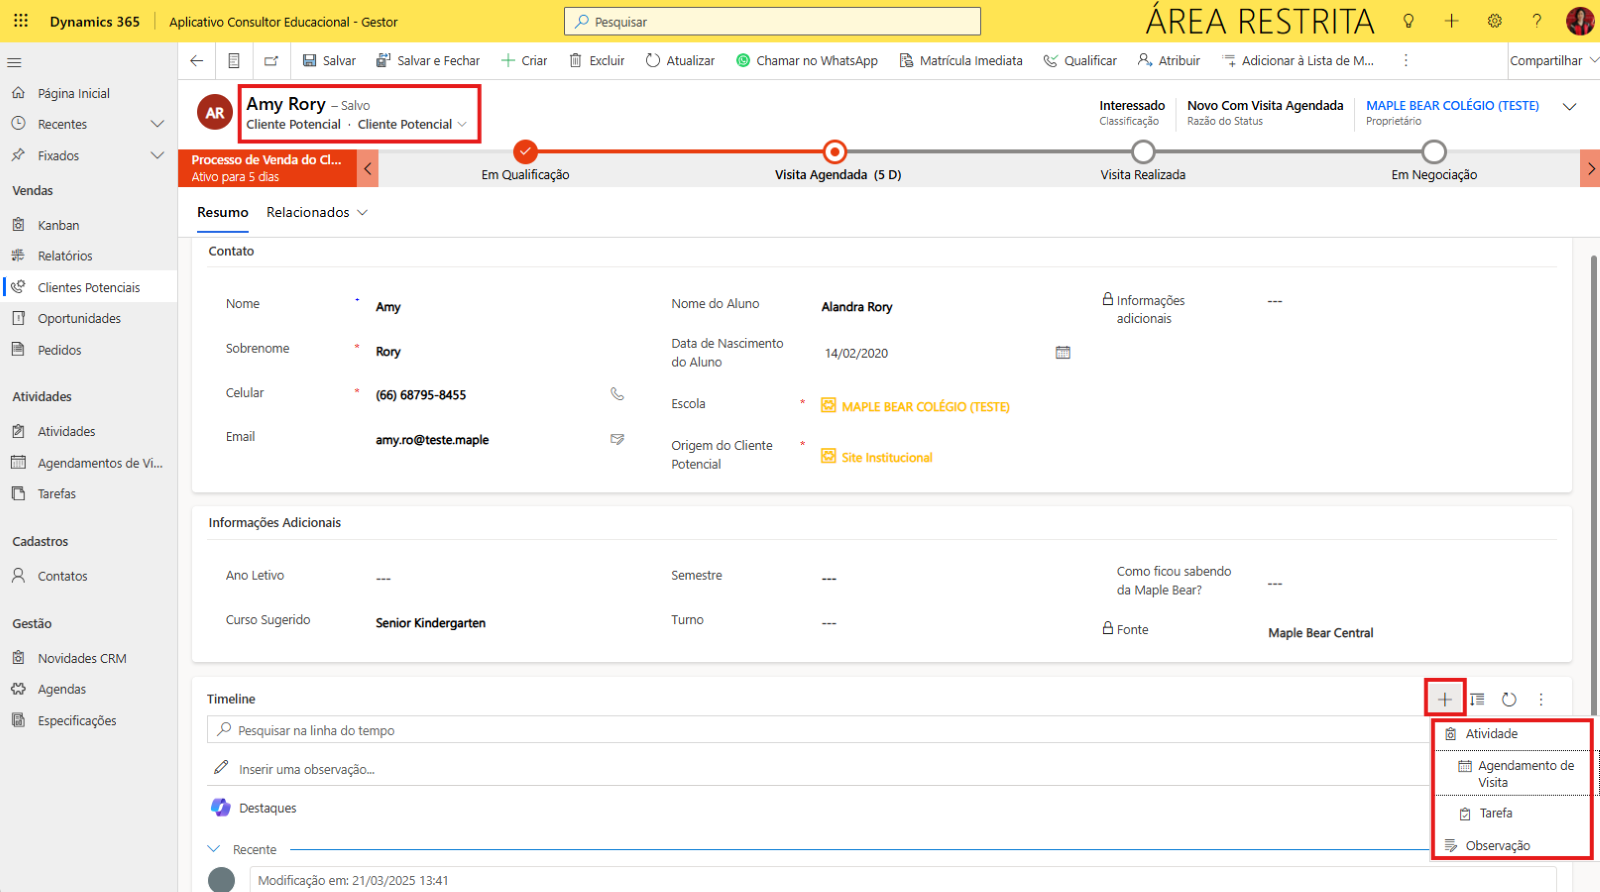 Dynamics 365
Aplicativo Consultor Educacional - Gestor
Pesquisar
ÁREA RESTRITA
Salvar
Salvar e Fechar
Criar
Excluir
Atualizar
Chamar no WhatsApp
Matrícula Imediata
Qualificar
Atribuir
Adicionar à Lista de M...
Compartilhar
Página Inicial
Recentes
Fixados
Vendas
Kanban
Relatórios
Clientes Potenciais
Oportunidades
Pedidos
Atividades
Atividades
Agendamentos de Vi...
Tarefas
Cadastros
Contatos
Gestão
Novidades CRM
Agendas
Especificações
AR
Amy Rory – Salvo
Cliente Potencial · Cliente Potencial
Interessado
Classificação
Novo Com Visita Agendada
Razão do Status
MAPLE BEAR COLÉGIO (TESTE)
Proprietário
Processo de Venda do Cl...
Ativo para 5 dias
Em Qualificação
Visita Agendada (5 D)
Visita Realizada
Em Negociação
Resumo
Relacionados
Contato
Nome * Amy
Sobrenome * Rory
Celular * (66) 68795-8455
Email amy.ro@teste.maple
Nome do Aluno Alandra Rory
Data de Nascimento
do Aluno
14/02/2020
Escola * MAPLE BEAR COLÉGIO (TESTE)
Origem do Cliente
Potencial
* Site Institucional
Informações
adicionais
---
Informações Adicionais
Ano Letivo ---
Curso Sugerido Senior Kindergarten
Semestre ---
Turno ---
Como ficou sabendo
da Maple Bear?
---
Fonte Maple Bear Central
Timeline
Pesquisar na linha do tempo
Inserir uma observação...
Destaques
Recente
Modificação em: 21/03/2025 13:41
Atividade
Agendamento de
Visita
Tarefa
Observação